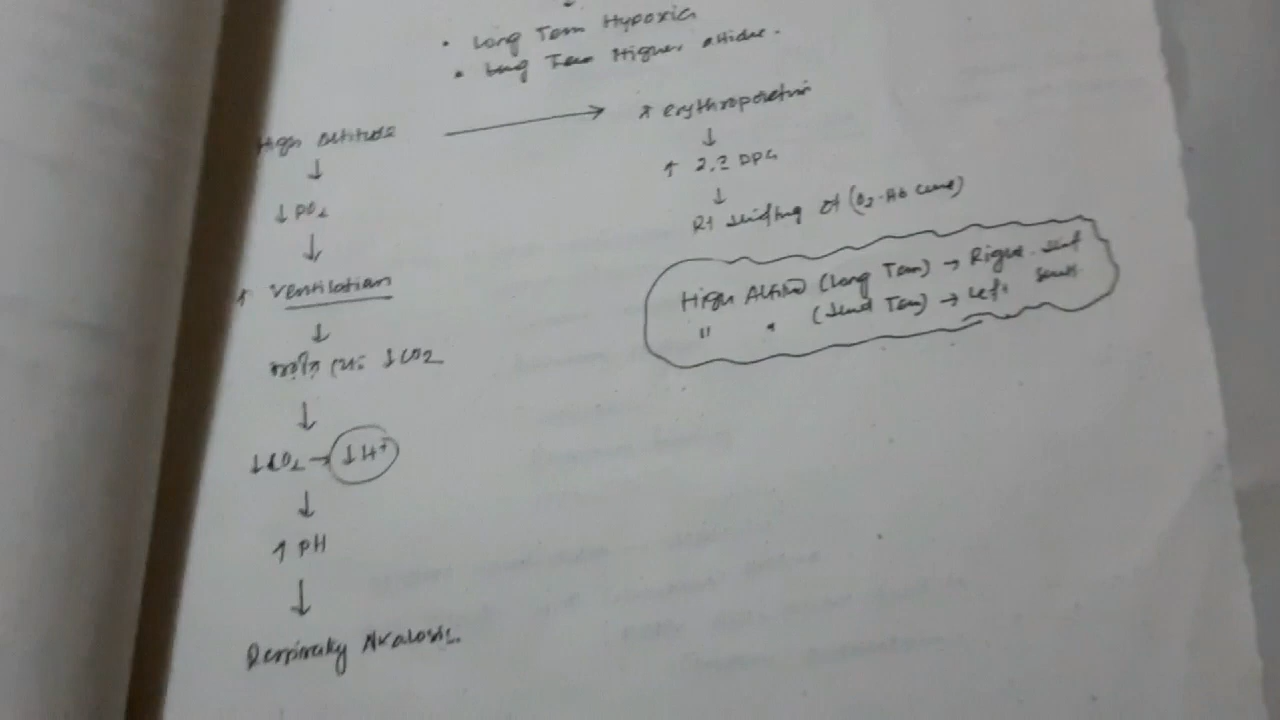 • Long Term Hypoxia
• Long Term Higher altitude.
High altitude → ↑ erythropoietin
↓
↓ PO2
↓
↑ Ventilation
↓
↓CO2
↓
↓CO2 → ↓H+
↓
↑ PH
↓
Respiratory Alkalosis.
↓
↑ 2,3 DPG
↓
Rt shifting of (O2-Hb curve)
High Altitude (Long Term) → Right shift
" " (Short Term) → Left shift